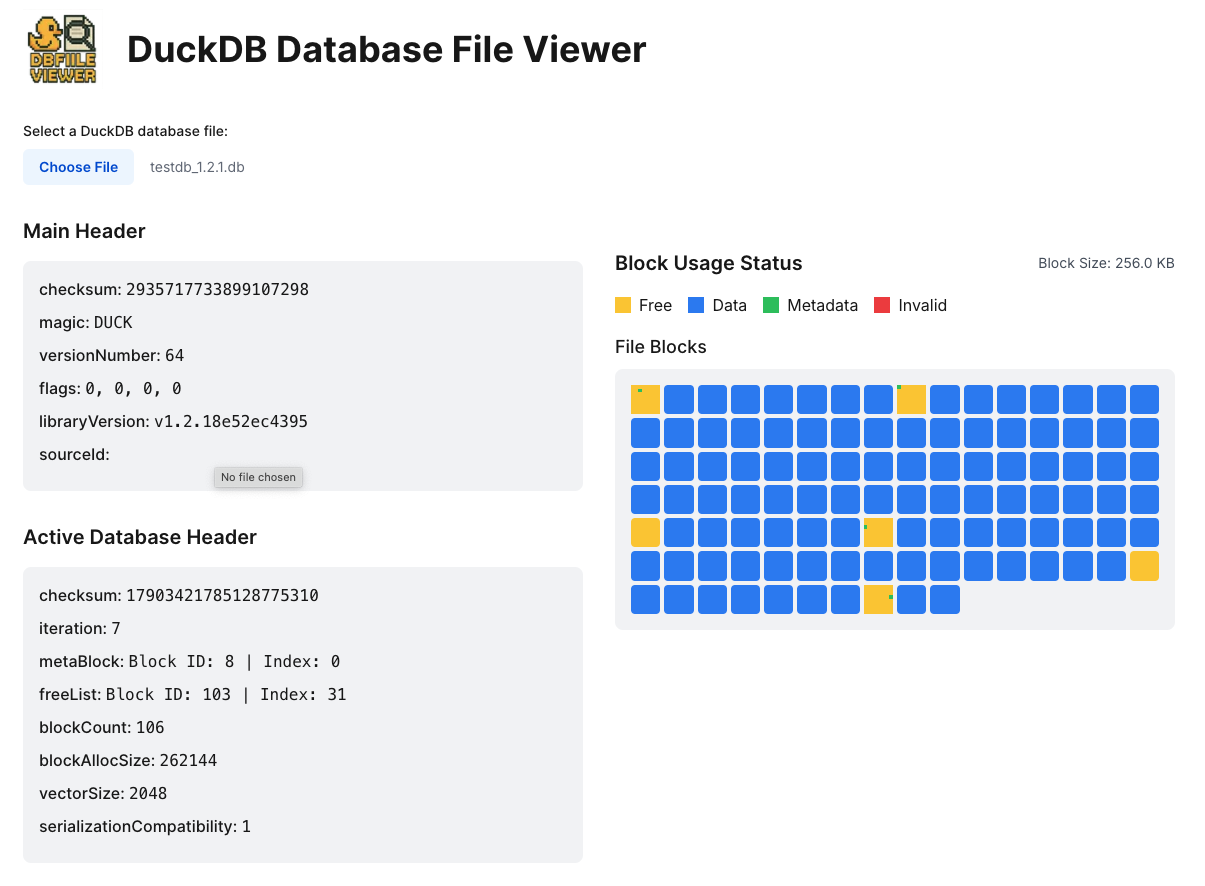 DBFIILE
VIEWER
DuckDB Database File Viewer
Select a DuckDB database file:
Choose File
testdb_1.2.1.db
Main Header
checksum: 2935717733899107298
magic: DUCK
versionNumber: 64
flags: 0, 0, 0, 0
libraryVersion: v1.2.18e52ec4395
sourceId:
No file chosen
Active Database Header
checksum: 17903421785128775310
iteration: 7
metaBlock: Block ID: 8 | Index: 0
freeList: Block ID: 103 | Index: 31
blockCount: 106
blockAllocSize: 262144
vectorSize: 2048
serializationCompatibility: 1
Block Usage Status
Block Size: 256.0 KB
Free Data Metadata Invalid
File Blocks